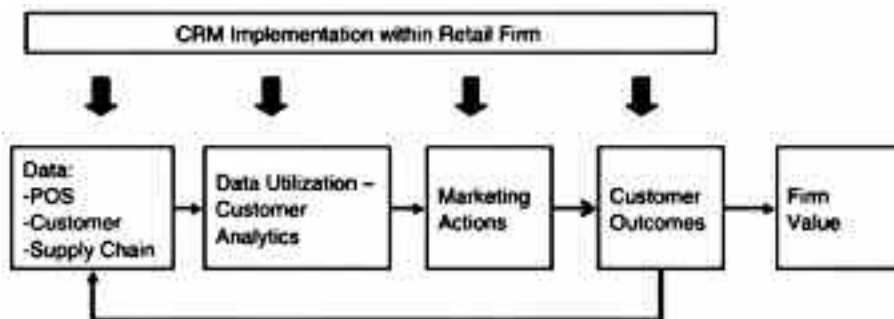 CRM Implementation within Retail Firm
Data:
-POS
-Customer
-Supply Chain
Data Utilization –
Customer
Analytics
Marketing
Actions
Customer
Outcomes
Firm
Value